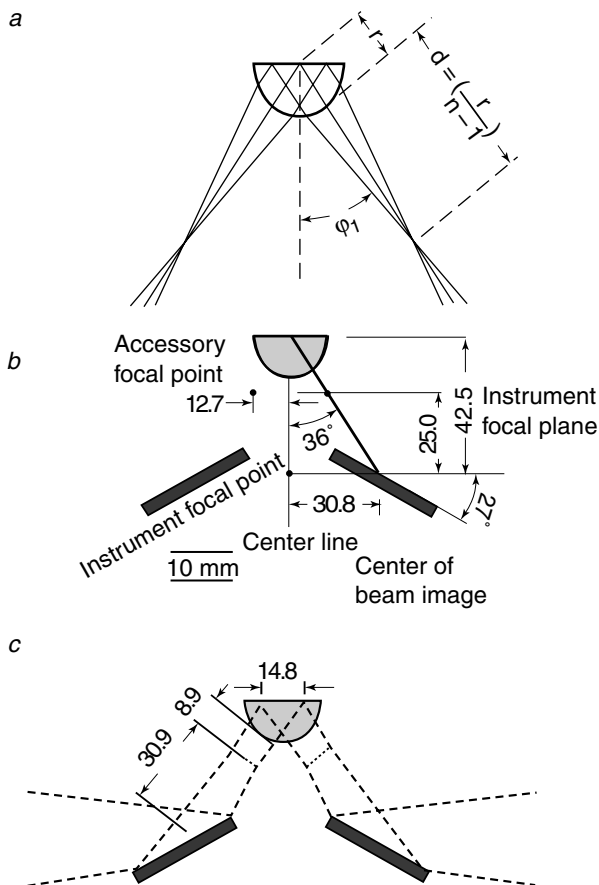 a
r
d = (r/n − 1)
φ1
b
Accessory
focal point
12.7
36°
25.0
42.5
Instrument
focal plane
Instrument focal point
30.8
27°
Center line
10 mm
Center of
beam image
c
14.8
8.9
30.9